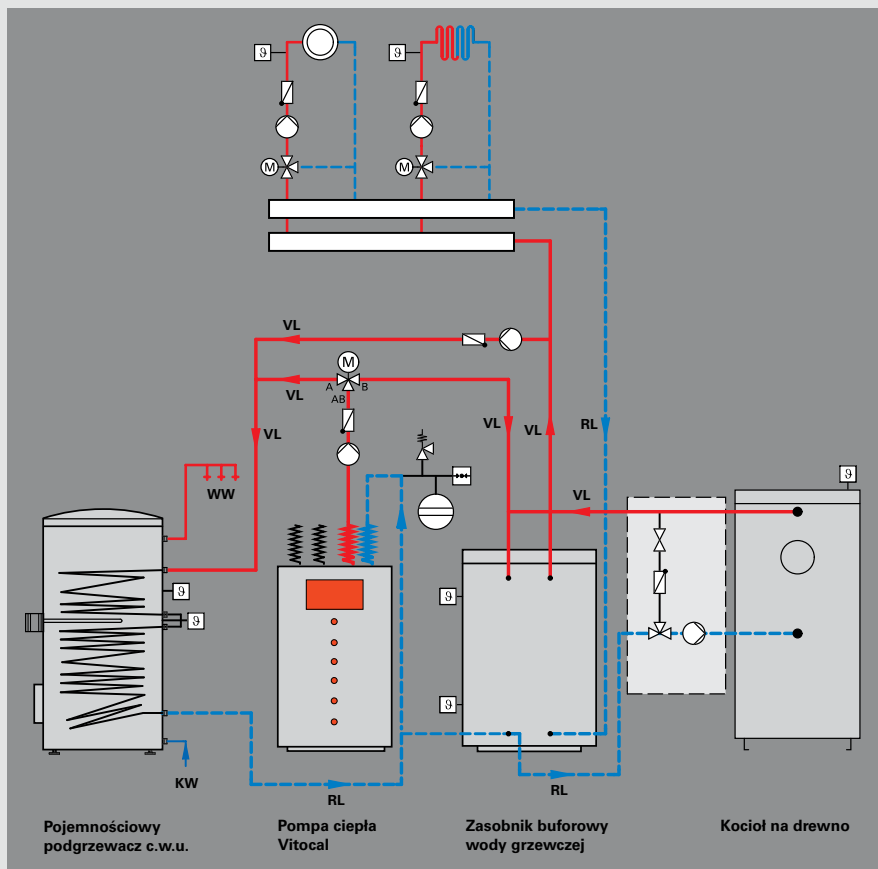 ϑ
ϑ
M
M
VL
M
A
B
AB
VL
VL
VL
VL
RL
WW
VL
ϑ
ϑ
ϑ
ϑ
ϑ
KW
RL
RL
Pojemnościowy
podgrzewacz c.w.u.
Pompa ciepła
Vitocal
Zasobnik buforowy
wody grzewczej
Kocioł na drewno